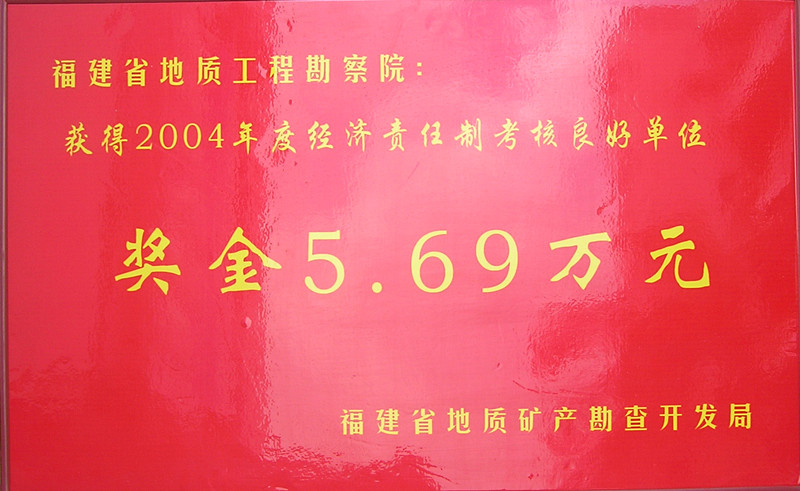 福建省地质工程勘察院：
获得2004年度经济责任制考核良好单位
奖金5.69万元
福建省地质矿产勘查开发局